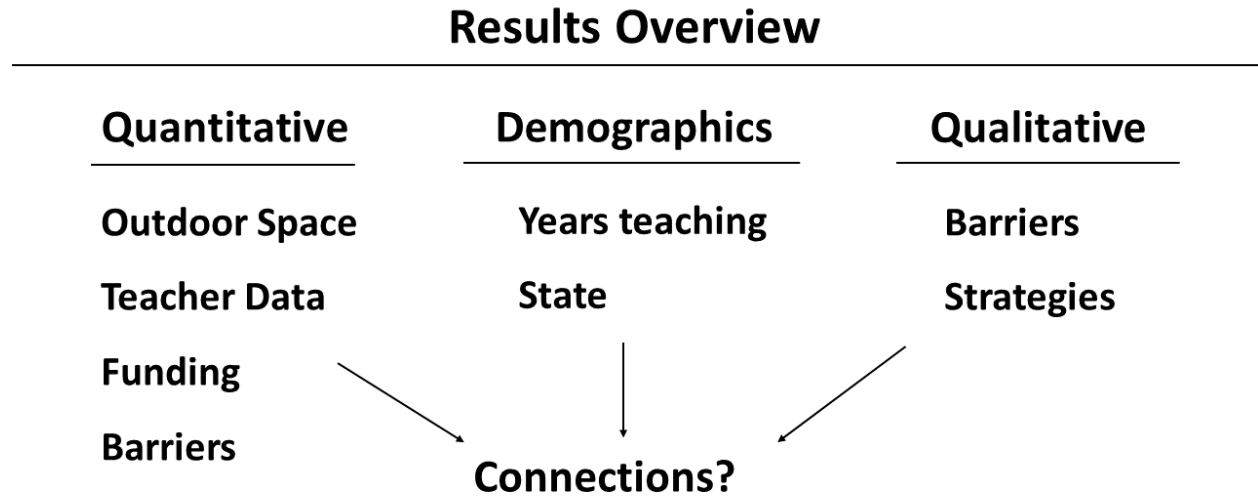 Results Overview
Quantitative
Outdoor Space
Teacher Data
Funding
Barriers
Demographics
Years teaching
State
Qualitative
Barriers
Strategies
Connections?